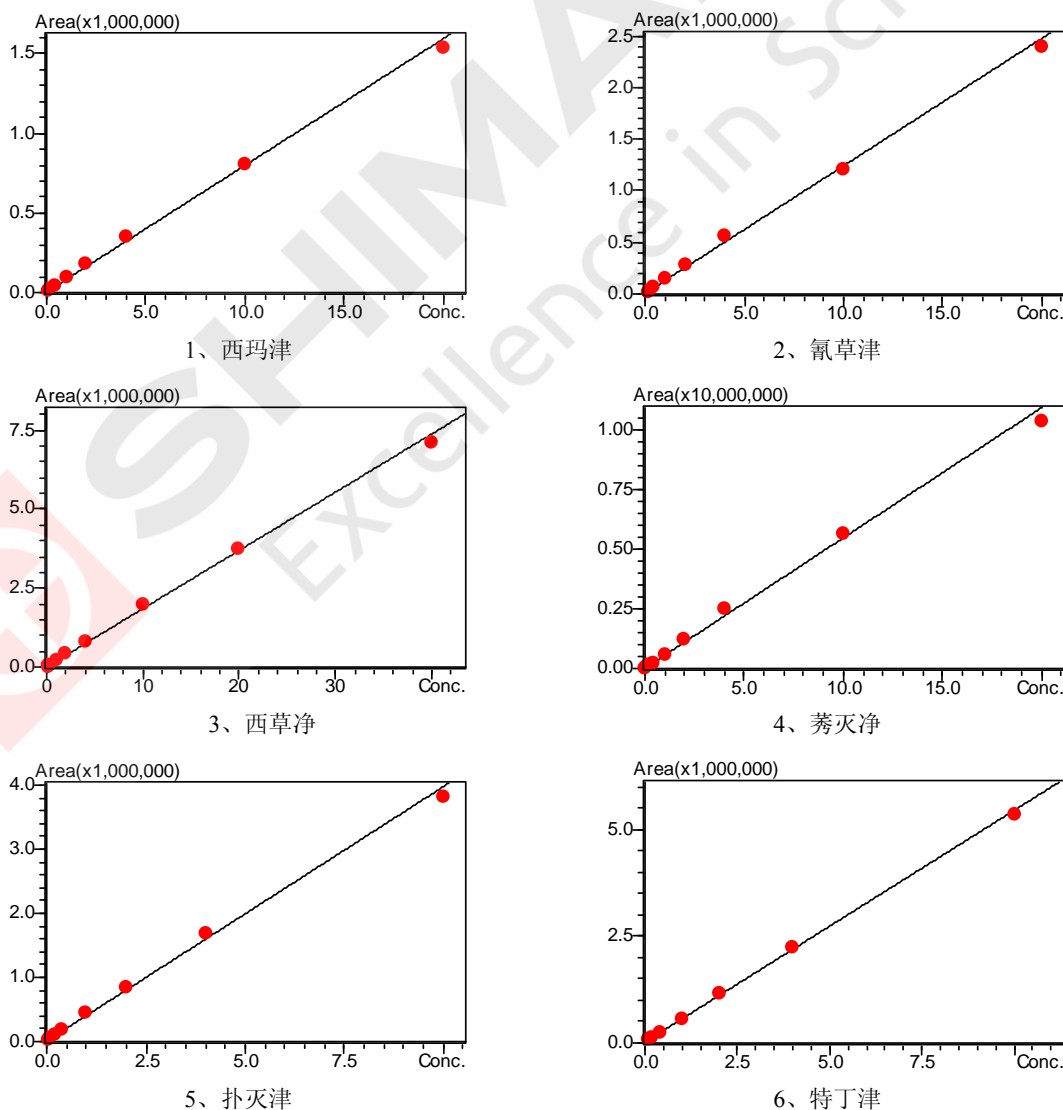 Area(x1,000,000)
1.5
1.0
0.5
0.0
0.0 5.0 10.0 15.0 Conc.
1、西玛津
Area(x1,000,000)
2.5
2.0
1.5
1.0
0.5
0.0
0.0 5.0 10.0 15.0 Conc.
2、氰草津
Area(x1,000,000)
7.5
5.0
2.5
0.0
0 10 20 30 Conc.
3、西草净
Area(x10,000,000)
1.00
0.75
0.50
0.25
0.00
0.0 5.0 10.0 15.0 Conc.
4、莠灭净
Area(x1,000,000)
4.0
3.0
2.0
1.0
0.0
0.0 2.5 5.0 7.5 Conc.
5、扑灭津
Area(x1,000,000)
5.0
2.5
0.0
0.0 2.5 5.0 7.5 Conc.
6、特丁津
SHIMA
Excellence in Sci